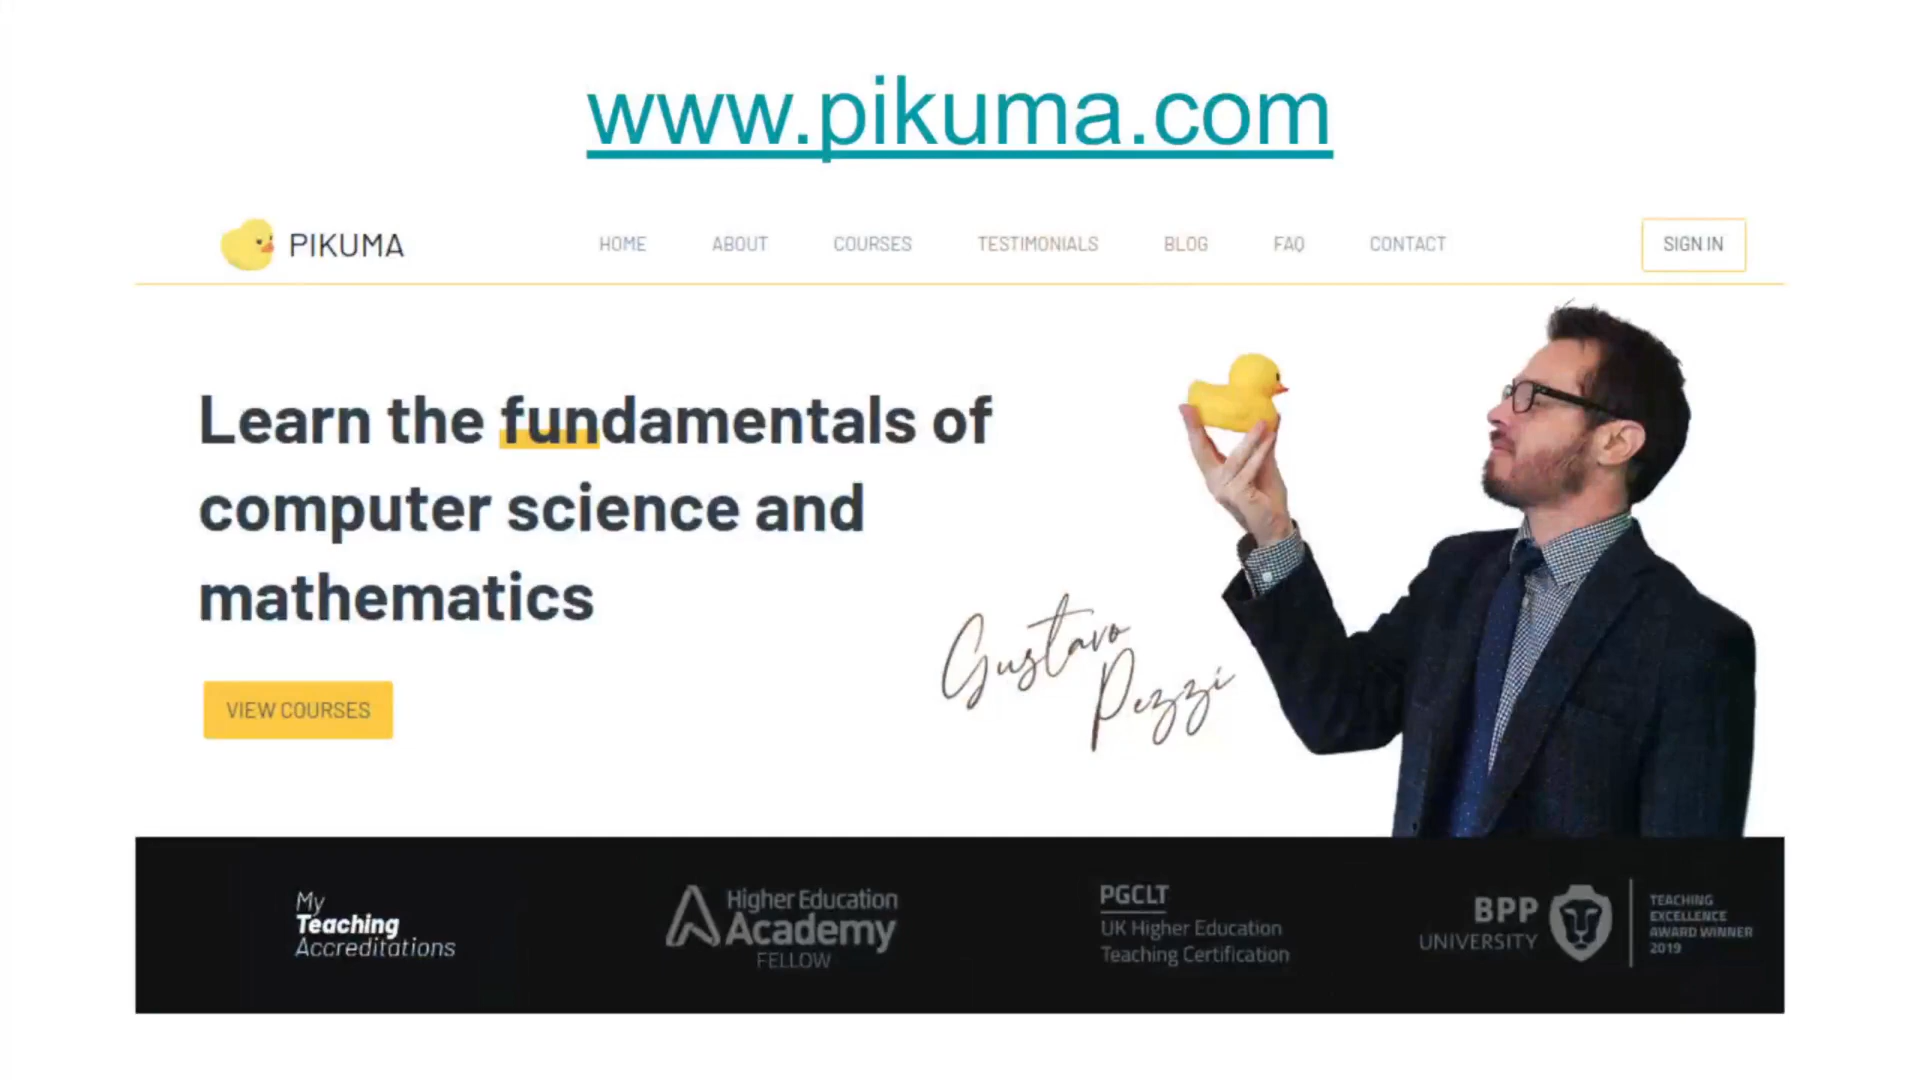 www.pikuma.com
PIKUMA
HOME
ABOUT
COURSES
TESTIMONIALS
BLOG
FAQ
CONTACT
SIGN IN
Learn the fundamentals of
computer science and
mathematics
Gustavo
Pezzi
VIEW COURSES
My
Teaching
Accreditations
Higher Education
Academy
FELLOW
PGCLT
UK Higher Education
Teaching Certification
BPP
UNIVERSITY
TEACHING
EXCELLENCE
AWARD WINNER
2019